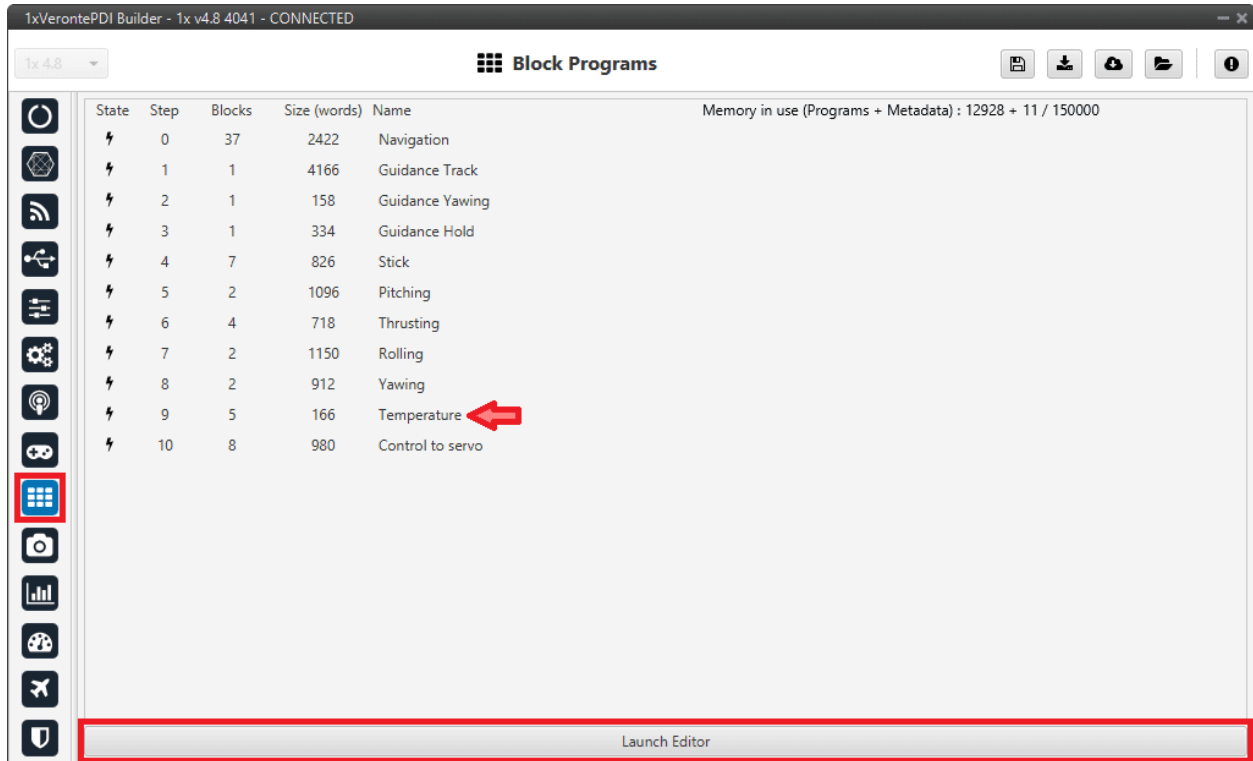 1xVerontePDI Builder - 1x v4.8 4041 - CONNECTED
1x 4.8
Block Programs
State Step Blocks Size (words) Name Memory in use (Programs + Metadata) : 12928 + 11 / 150000
0 37 2422 Navigation
1 1 4166 Guidance Track
2 1 158 Guidance Yawing
3 1 334 Guidance Hold
4 7 826 Stick
5 2 1096 Pitching
6 4 718 Thrusting
7 2 1150 Rolling
8 2 912 Yawing
9 5 166 Temperature
10 8 980 Control to servo
Launch Editor